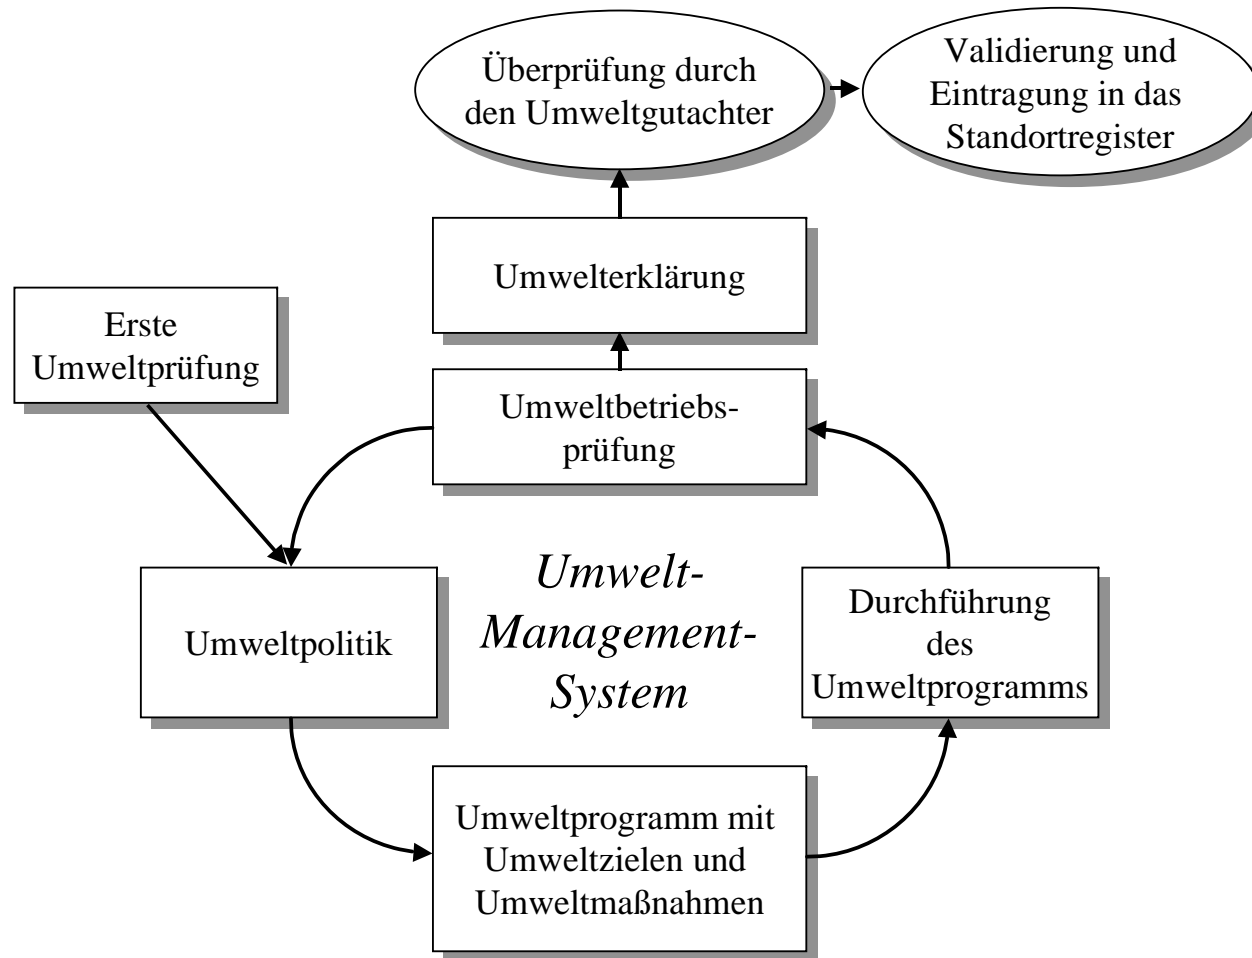 Überprüfung durch
den Umweltgutachter
Validierung und
Eintragung in das
Standortregister
Umwelterklärung
Erste
Umweltprüfung
Umweltbetriebs-
prüfung
Umwelt-
Management-
System
Umweltpolitik
Durchführung
des
Umweltprogramms
Umweltprogramm mit
Umweltzielen und
Umweltmaßnahmen